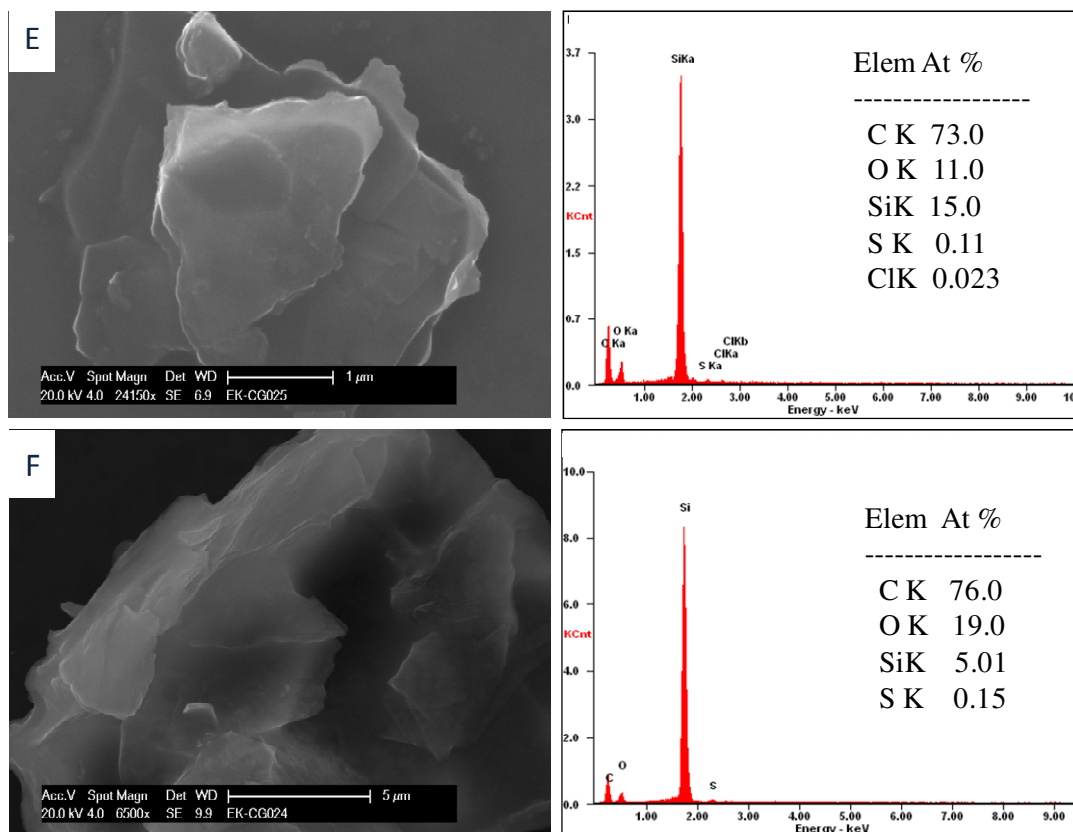 E
Acc.V Spot Magn Det WD 1 µm
20.0 kV 4.0 24150x SE 6.9 EK-CG025
3.7
3.0
2.2
KCnt
1.5
0.7
0.0
SiKa
O Ka
C Ka
ClKb
ClKa
S Ka
1.00 2.00 3.00 4.00 5.00 6.00 7.00 8.00 9.00 10
Energy - keV
Elem At %
--------------------
C K 73.0
O K 11.0
SiK 15.0
S K 0.11
ClK 0.023
F
Acc.V Spot Magn Det WD 5 µm
20.0 kV 4.0 6500x SE 9.9 EK-CG024
10.0
8.0
6.0
KCnt
4.0
2.0
0.0
Si
O
C
S
1.00 2.00 3.00 4.00 5.00 6.00 7.00 8.00 9.00
Energy - keV
Elem At %
--------------------
C K 76.0
O K 19.0
SiK 5.01
S K 0.15